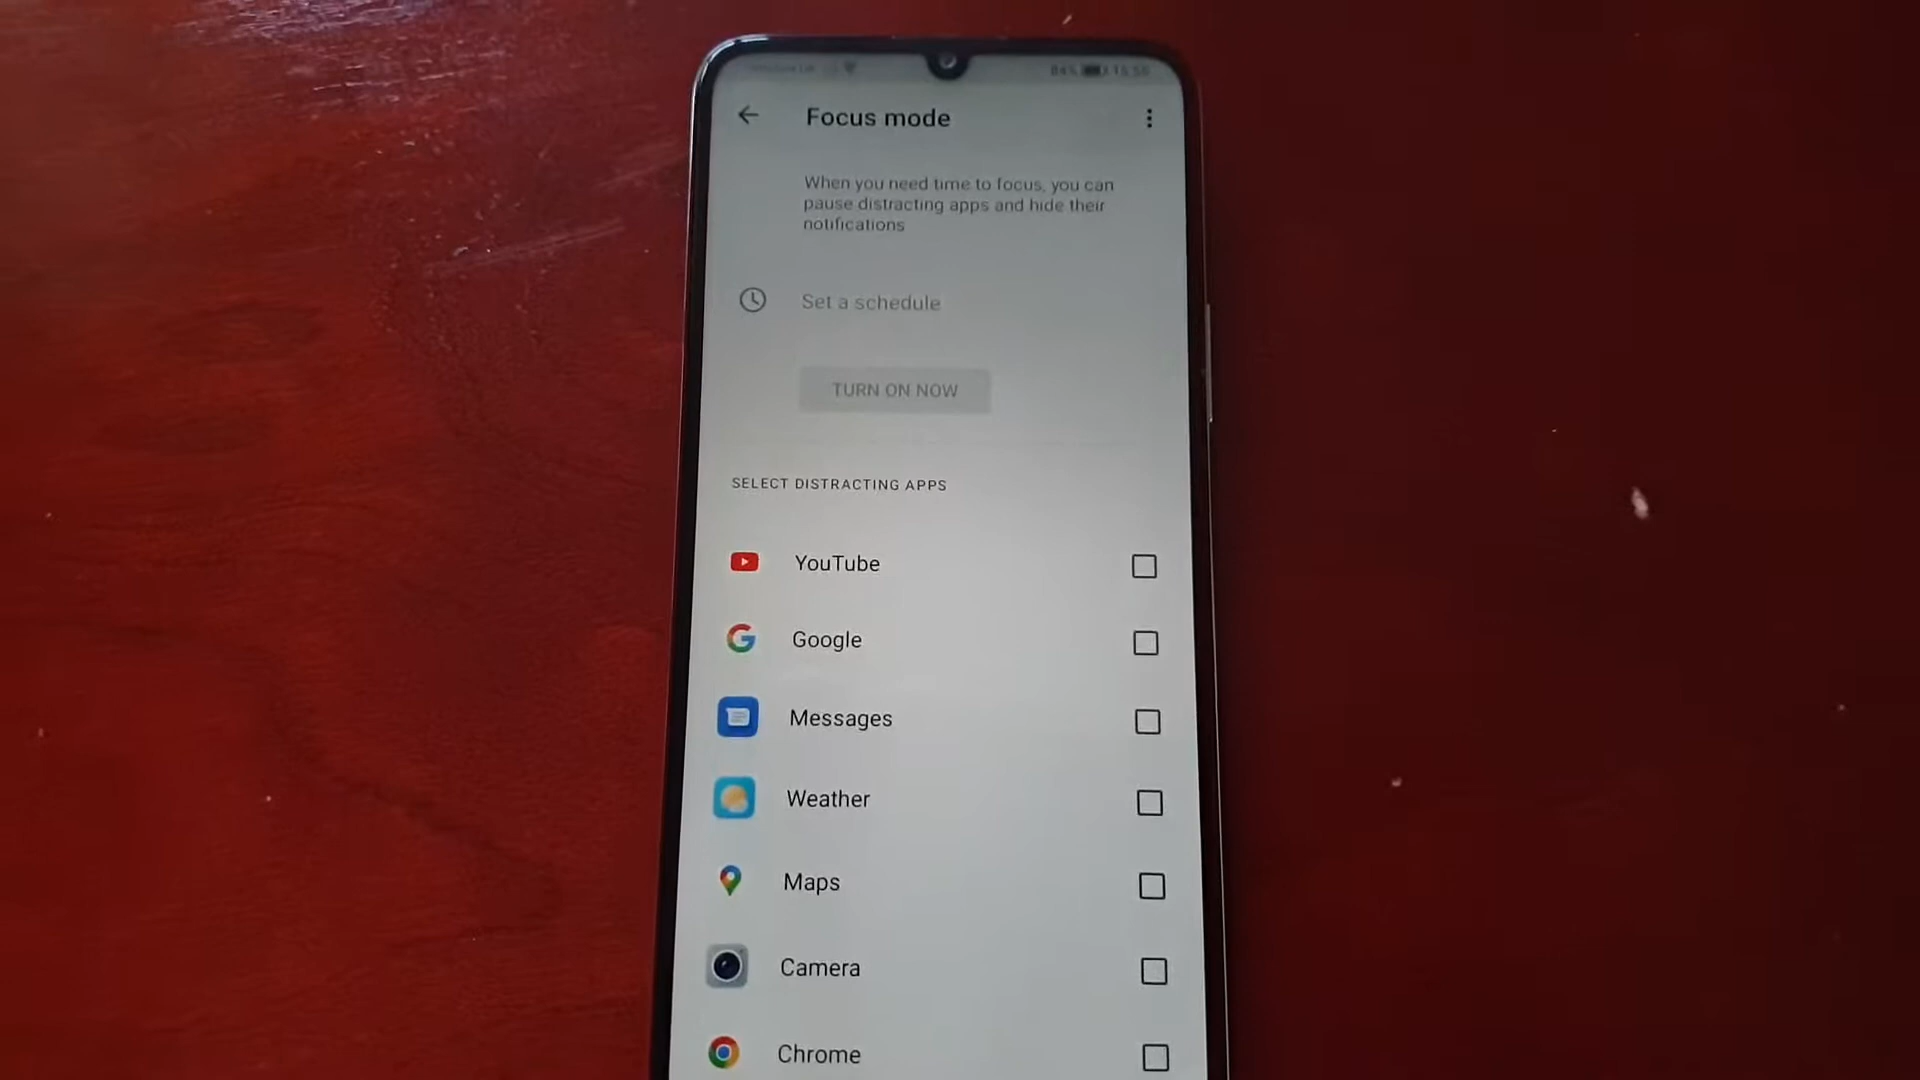 84%
Focus mode
When you need time to focus, you can
pause distracting apps and hide their
notifications
Set a schedule
TURN ON NOW
SELECT DISTRACTING APPS
YouTube
Google
Messages
Weather
Maps
Camera
Chrome